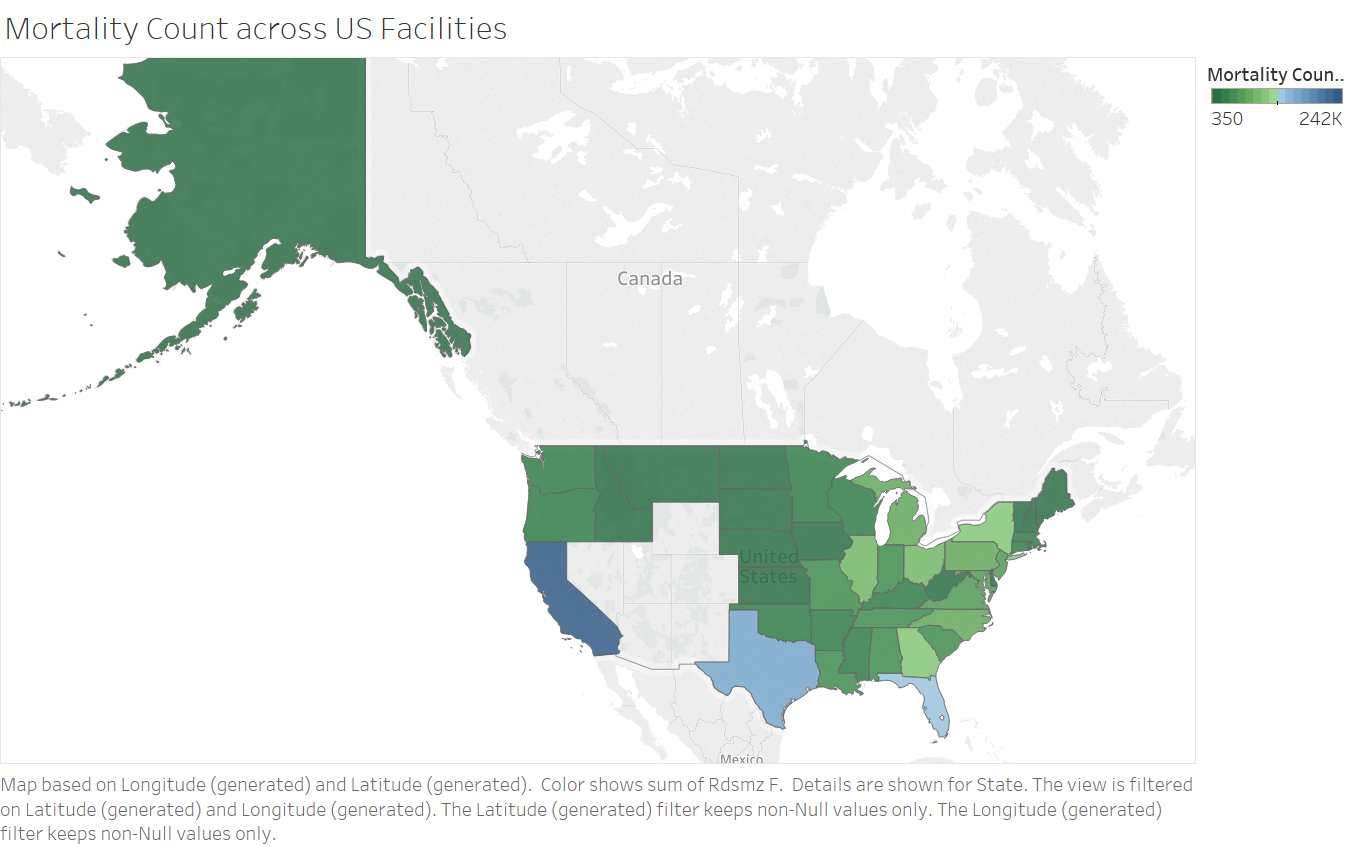 Mortality Count across US Facilities
Mortality Coun..
350 242K
Canada
United
States
Mexico
Map based on Longitude (generated) and Latitude (generated).  Color shows sum of Rdsmz F.  Details are shown for State. The view is filtered
on Latitude (generated) and Longitude (generated). The Latitude (generated) filter keeps non-Null values only. The Longitude (generated)
filter keeps non-Null values only.